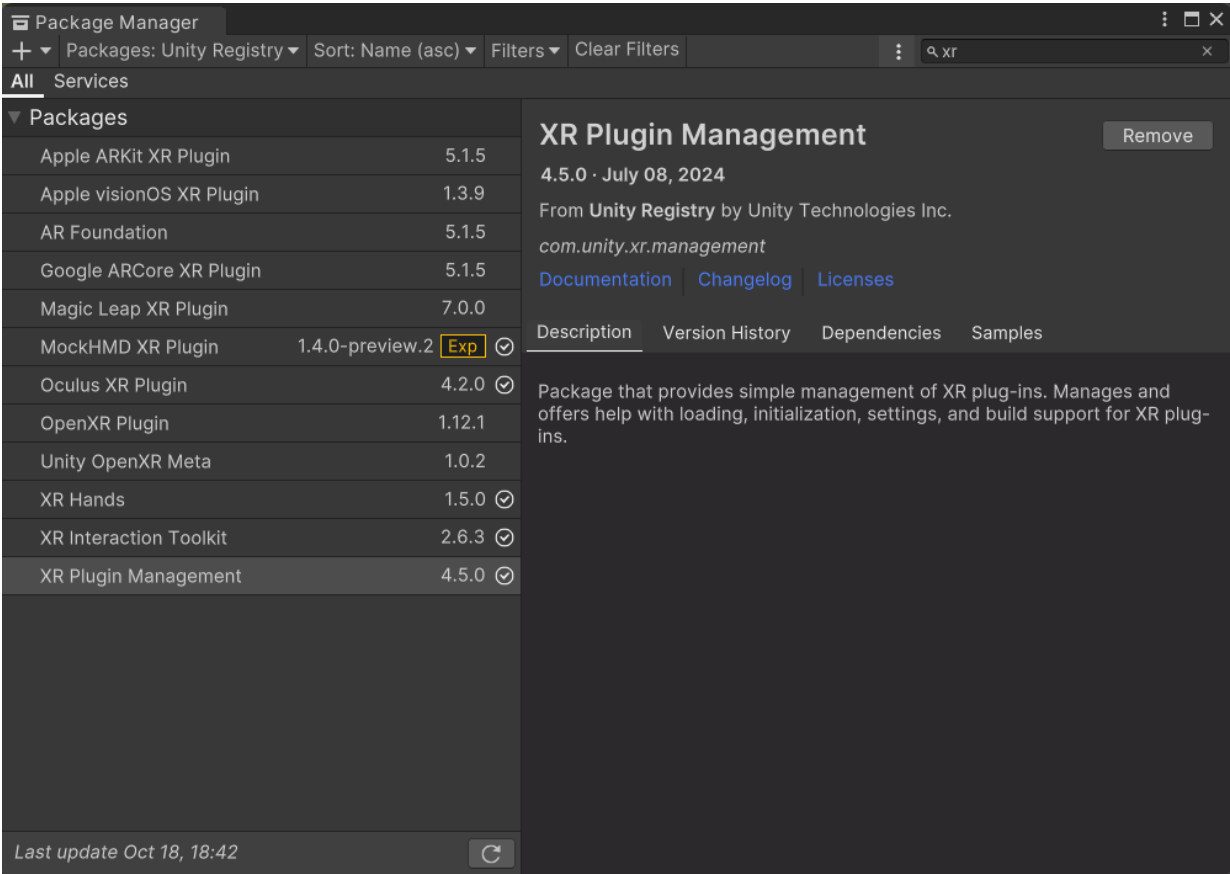 Package Manager
Packages: Unity Registry Sort: Name (asc) Filters Clear Filters xr
All Services
Packages
Apple ARKit XR Plugin 5.1.5
Apple visionOS XR Plugin 1.3.9
AR Foundation 5.1.5
Google ARCore XR Plugin 5.1.5
Magic Leap XR Plugin 7.0.0
MockHMD XR Plugin 1.4.0-preview.2 Exp
Oculus XR Plugin 4.2.0
OpenXR Plugin 1.12.1
Unity OpenXR Meta 1.0.2
XR Hands 1.5.0
XR Interaction Toolkit 2.6.3
XR Plugin Management 4.5.0
Last update Oct 18, 18:42
XR Plugin Management Remove
4.5.0 · July 08, 2024
From Unity Registry by Unity Technologies Inc.
com.unity.xr.management
Documentation Changelog Licenses
Description Version History Dependencies Samples
Package that provides simple management of XR plug-ins. Manages and
offers help with loading, initialization, settings, and build support for XR plug-
ins.